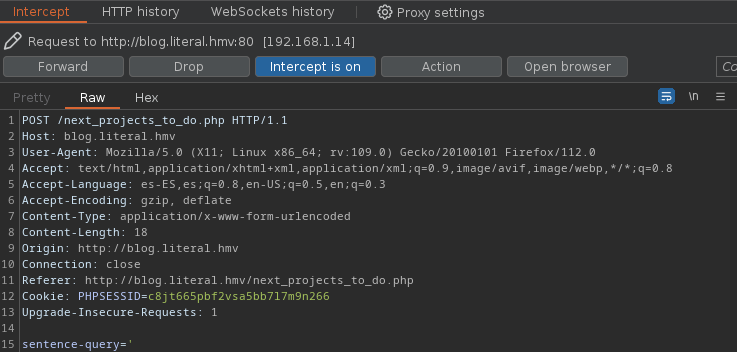 Intercept HTTP history WebSockets history Proxy settings
Request to http://blog.literal.hmv:80 [192.168.1.14]
Forward Drop Intercept is on Action Open browser Co
Pretty Raw Hex \n
1 POST /next_projects_to_do.php HTTP/1.1
2 Host: blog.literal.hmv
3 User-Agent: Mozilla/5.0 (X11; Linux x86_64; rv:109.0) Gecko/20100101 Firefox/112.0
4 Accept: text/html,application/xhtml+xml,application/xml;q=0.9,image/avif,image/webp,*/*;q=0.8
5 Accept-Language: es-ES,es;q=0.8,en-US;q=0.5,en;q=0.3
6 Accept-Encoding: gzip, deflate
7 Content-Type: application/x-www-form-urlencoded
8 Content-Length: 18
9 Origin: http://blog.literal.hmv
10 Connection: close
11 Referer: http://blog.literal.hmv/next_projects_to_do.php
12 Cookie: PHPSESSID=c8jt665pbf2vsa5bb7l7m9n266
13 Upgrade-Insecure-Requests: 1
14
15 sentence-query='